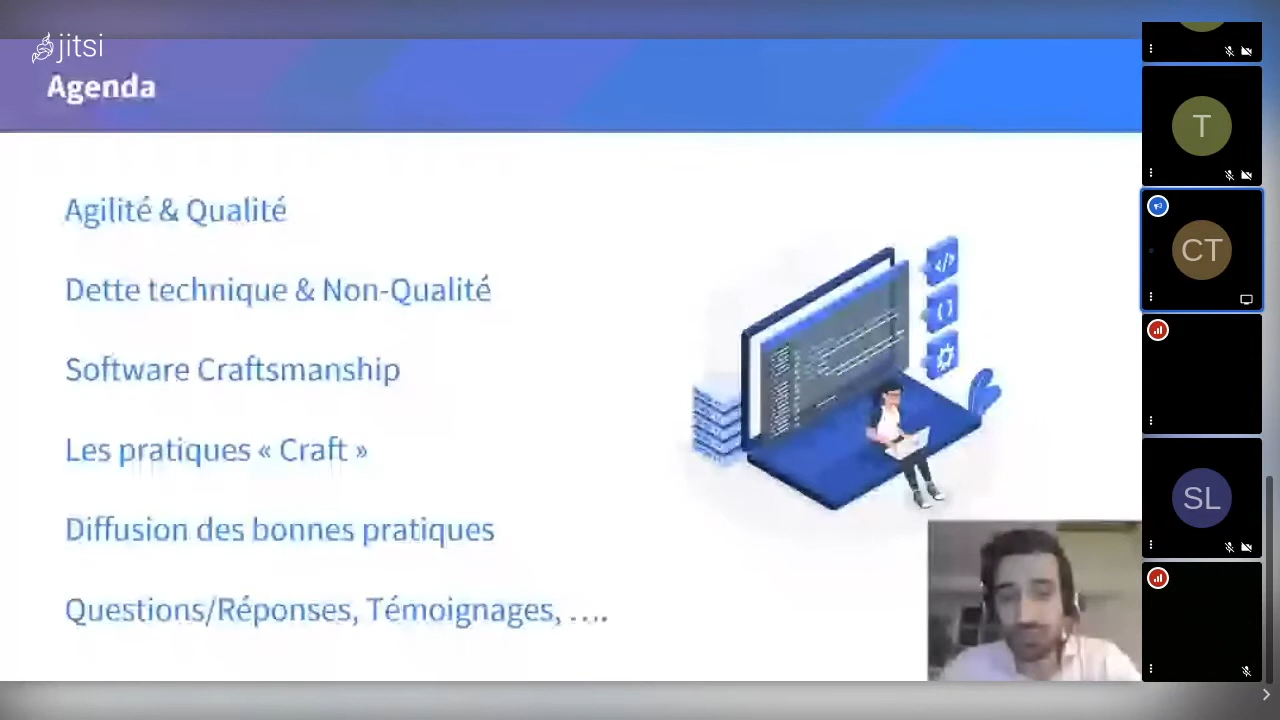 jitsi
Agenda
Agilité & Qualité
Dette technique & Non-Qualité
Software Craftsmanship
Les pratiques « Craft »
Diffusion des bonnes pratiques
Questions/Réponses, Témoignages, ....
</>
T
CT
SL